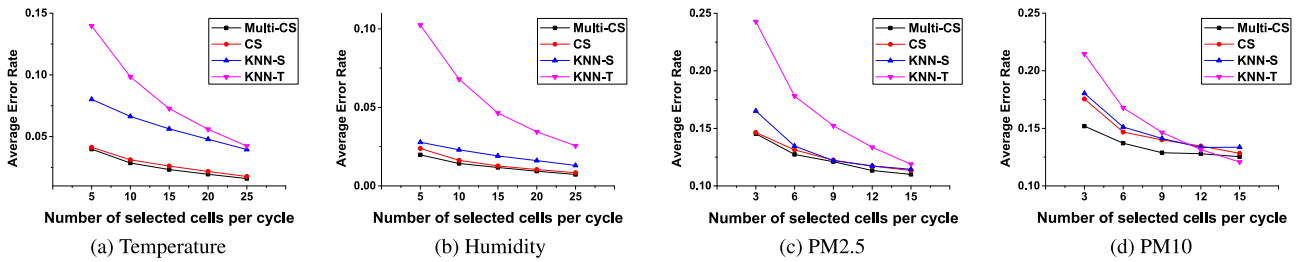 0.15
0.10
0.05
Average Error Rate
Multi-CS
CS
KNN-S
KNN-T
5 10 15 20 25
Number of selected cells per cycle
(a) Temperature
0.10
0.05
0.00
Average Error Rate
Multi-CS
CS
KNN-S
KNN-T
5 10 15 20 25
Number of selected cells per cycle
(b) Humidity
0.25
0.20
0.15
0.10
Average Error Rate
Multi-CS
CS
KNN-S
KNN-T
3 6 9 12 15
Number of selected cells per cycle
(c) PM2.5
0.25
0.20
0.15
0.10
Average Error Rate
Multi-CS
CS
KNN-S
KNN-T
3 6 9 12 15
Number of selected cells per cycle
(d) PM10